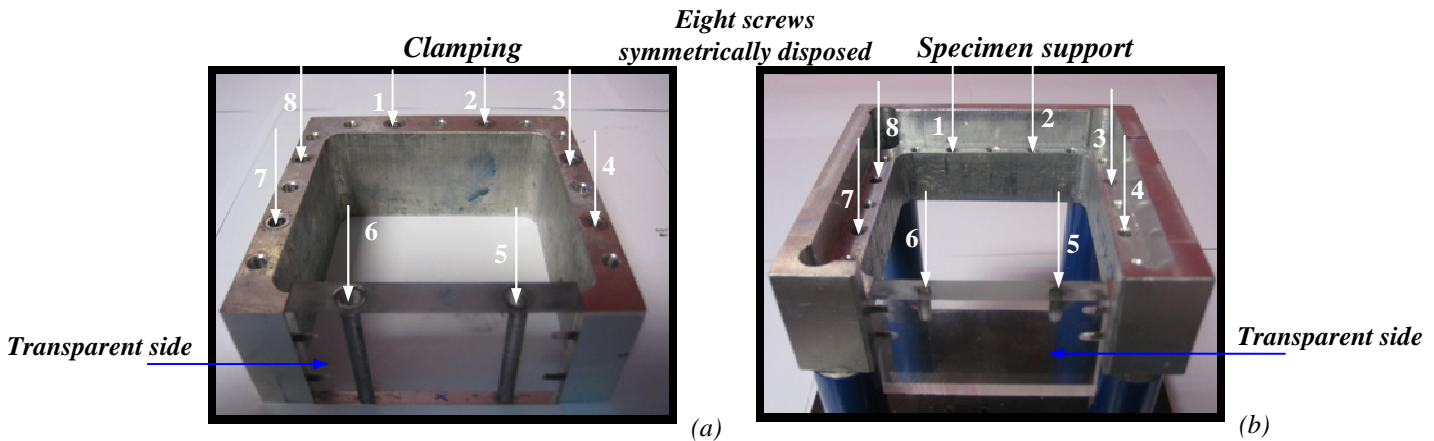 Eight screws
symmetrically disposed
Clamping
Specimen support
8
1
2
3
7
4
6
5
Transparent side
(a)
8
1
2
3
7
4
6
5
Transparent side
(b)